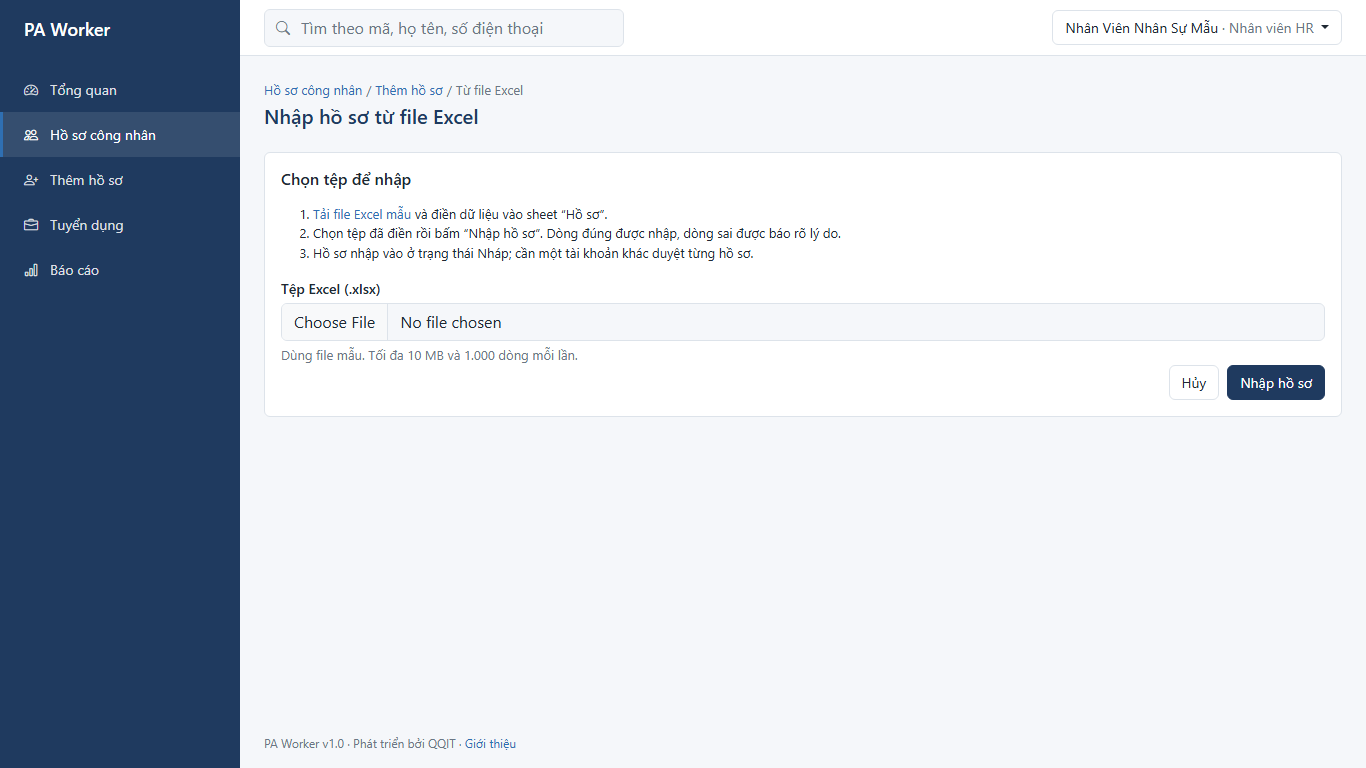 PA Worker
Tìm theo mã, họ tên, số điện thoại
Nhân Viên Nhân Sự Mẫu · Nhân viên HR
Tổng quan
Hồ sơ công nhân
Thêm hồ sơ
Tuyển dụng
Báo cáo
Hồ sơ công nhân / Thêm hồ sơ / Từ file Excel
Nhập hồ sơ từ file Excel
Chọn tệp để nhập
1. Tải file Excel mẫu và điền dữ liệu vào sheet “Hồ sơ”.
2. Chọn tệp đã điền rồi bấm “Nhập hồ sơ”. Dòng đúng được nhập, dòng sai được báo rõ lý do.
3. Hồ sơ nhập vào ở trạng thái Nháp; cần một tài khoản khác duyệt từng hồ sơ.
Tệp Excel (.xlsx)
Choose File No file chosen
Dùng file mẫu. Tối đa 10 MB và 1.000 dòng mỗi lần.
Hủy
Nhập hồ sơ
PA Worker v1.0 · Phát triển bởi QQIT · Giới thiệu